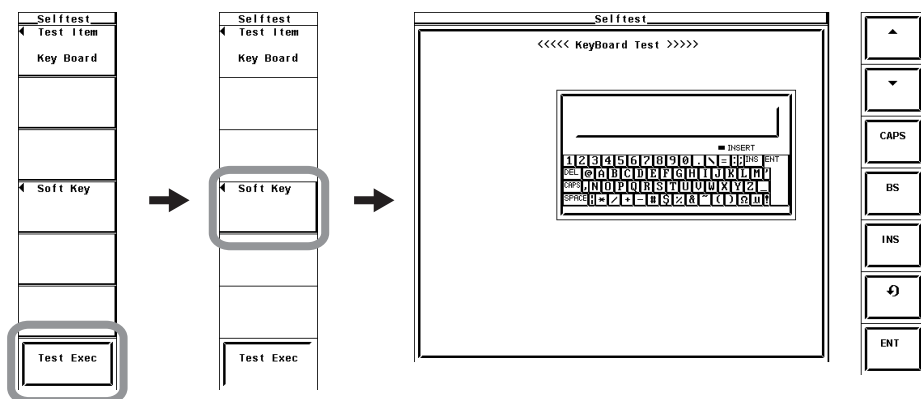 Selftest
Test Item
Key Board
Soft Key
Test Exec
Selftest
Test Item
Key Board
Soft Key
Test Exec
Selftest
<<<<< KeyBoard Test >>>>>
INSERT
1 2 3 4 5 6 7 8 9 0 . \ = : ; INS ENT
DEL @ A B C D E F G H I J K L M '
CAPS , N O P Q R S T U V W X Y Z _
SPACE ¦ * / + - # $ % & ~ ( ) Ω µ †
CAPS
BS
INS
ENT